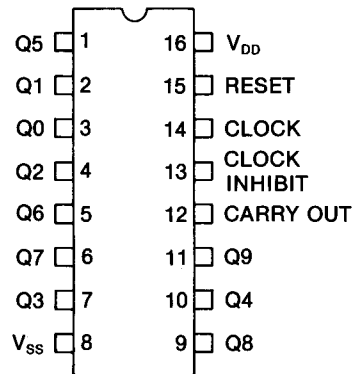 Q5 1 16 VDD
Q1 2 15 RESET
Q0 3 14 CLOCK
Q2 4 13 CLOCK INHIBIT
Q6 5 12 CARRY OUT
Q7 6 11 Q9
Q3 7 10 Q4
VSS 8 9 Q8